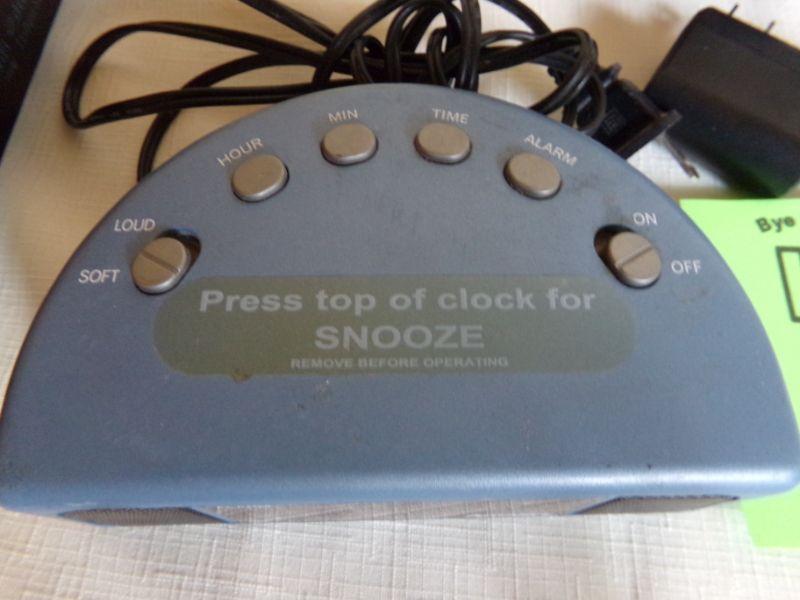 HOUR
MIN
TIME
ALARM
LOUD
SOFT
ON
OFF
Bye
Press top of clock for
SNOOZE
REMOVE BEFORE OPERATING